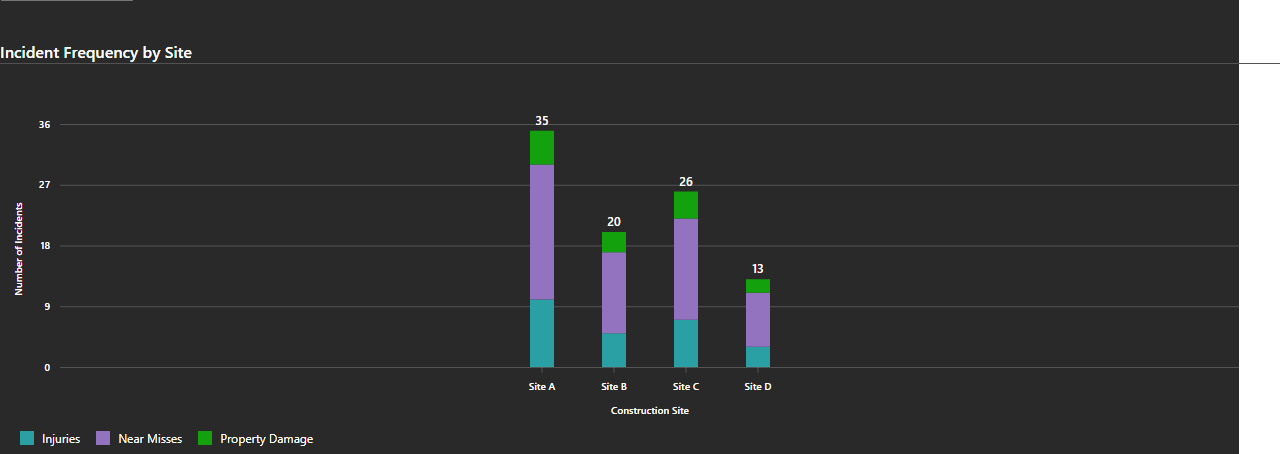 Incident Frequency by Site
36
27
18
9
0
Number of Incidents
35
20
26
13
Site A
Site B
Site C
Site D
Construction Site
Injuries
Near Misses
Property Damage